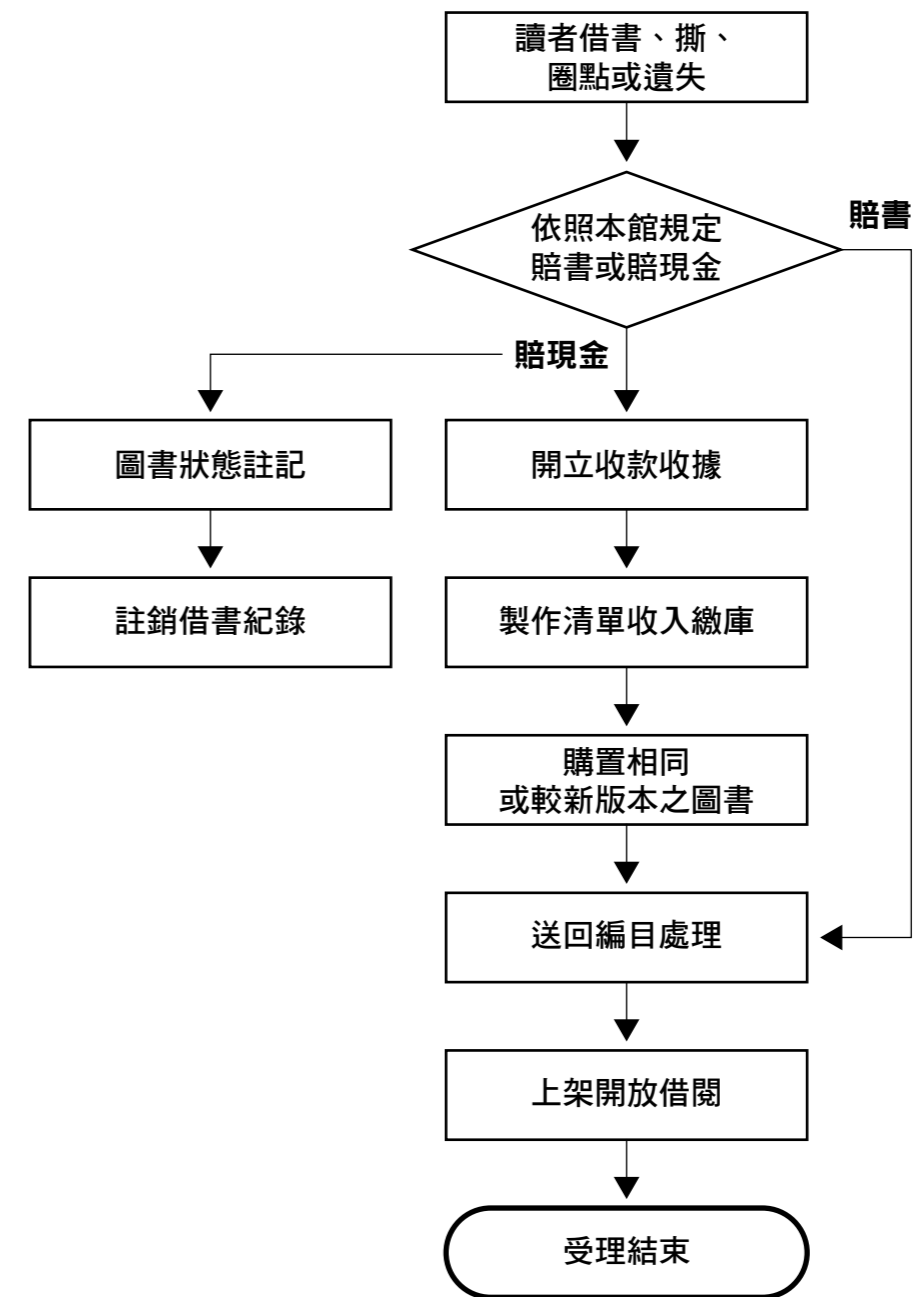 讀者借書、撕、
圈點或遺失
依照本館規定
賠書或賠現金
賠書
賠現金
圖書狀態註記
開立收款收據
註銷借書紀錄
製作清單收入繳庫
購置相同
或較新版本之圖書
送回編目處理
上架開放借閱
受理結束